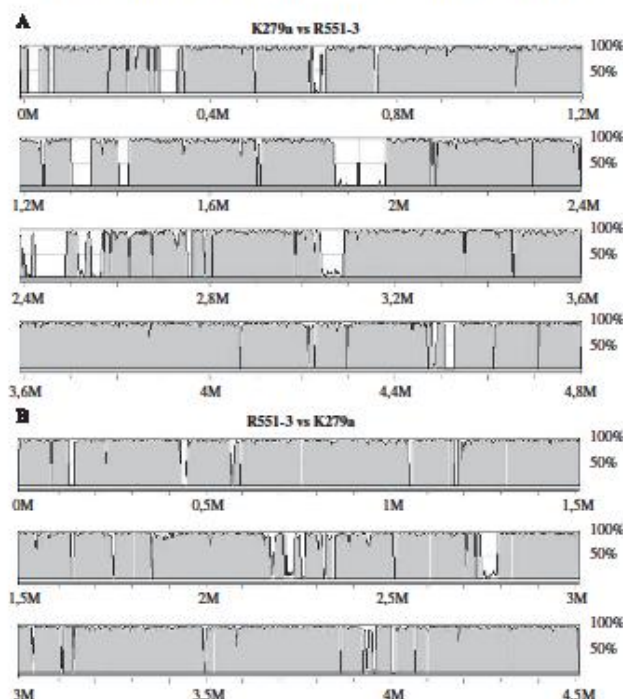 A
K279a vs R551-3
100%
50%
0M 0,4M 0,8M 1,2M
100%
50%
1,2M 1,6M 2M 2,4M
100%
50%
2,4M 2,8M 3,2M 3,6M
100%
50%
3,6M 4M 4,4M 4,8M
B
R551-3 vs K279a
100%
50%
0M 0,5M 1M 1,5M
100%
50%
1,5M 2M 2,5M 3M
100%
50%
3M 3,5M 4M 4,5M